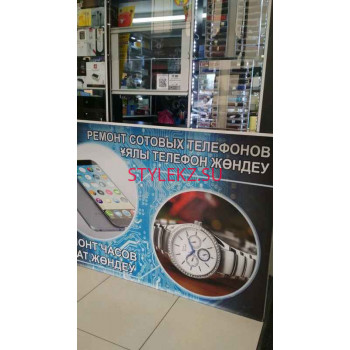 РЕМОНТ СОТОВЫХ ТЕЛЕФОНОВ
ҰЯЛЫ ТЕЛЕФОН ЖӨНДЕУ
STYLEKZ.SU
ОНТ ЧАСОВ
АТ ЖӨНДЕУ